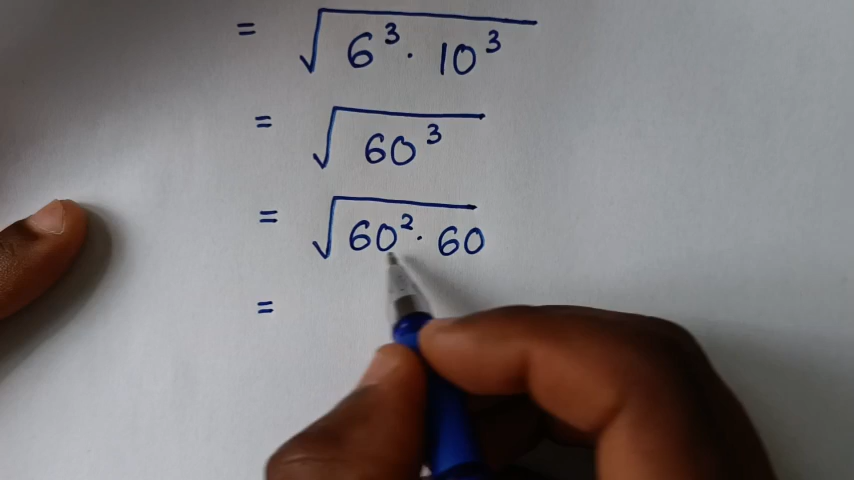 = √6³ · 10³
= √60³
= √60² · 60
=